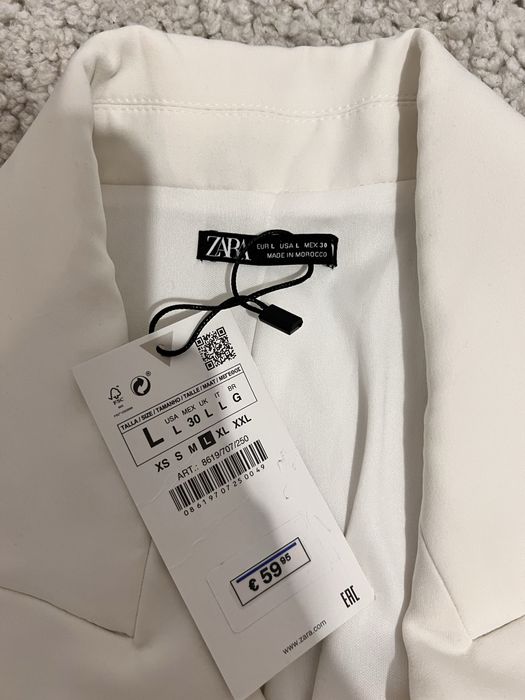 ZARA
EUR L USA L MEX 30
MADE IN MOROCCO
FSC
TALLA / SIZE / TAMANHO / TAILLE / MAAT / ΜΕΓΕΘΟΣ
USA MEX UK IT BR
L L 30 L L G
XS S M L XL XXL
ART.: 8619/707/250
08619707250049
€ 59 95
EAC
www.zara.com